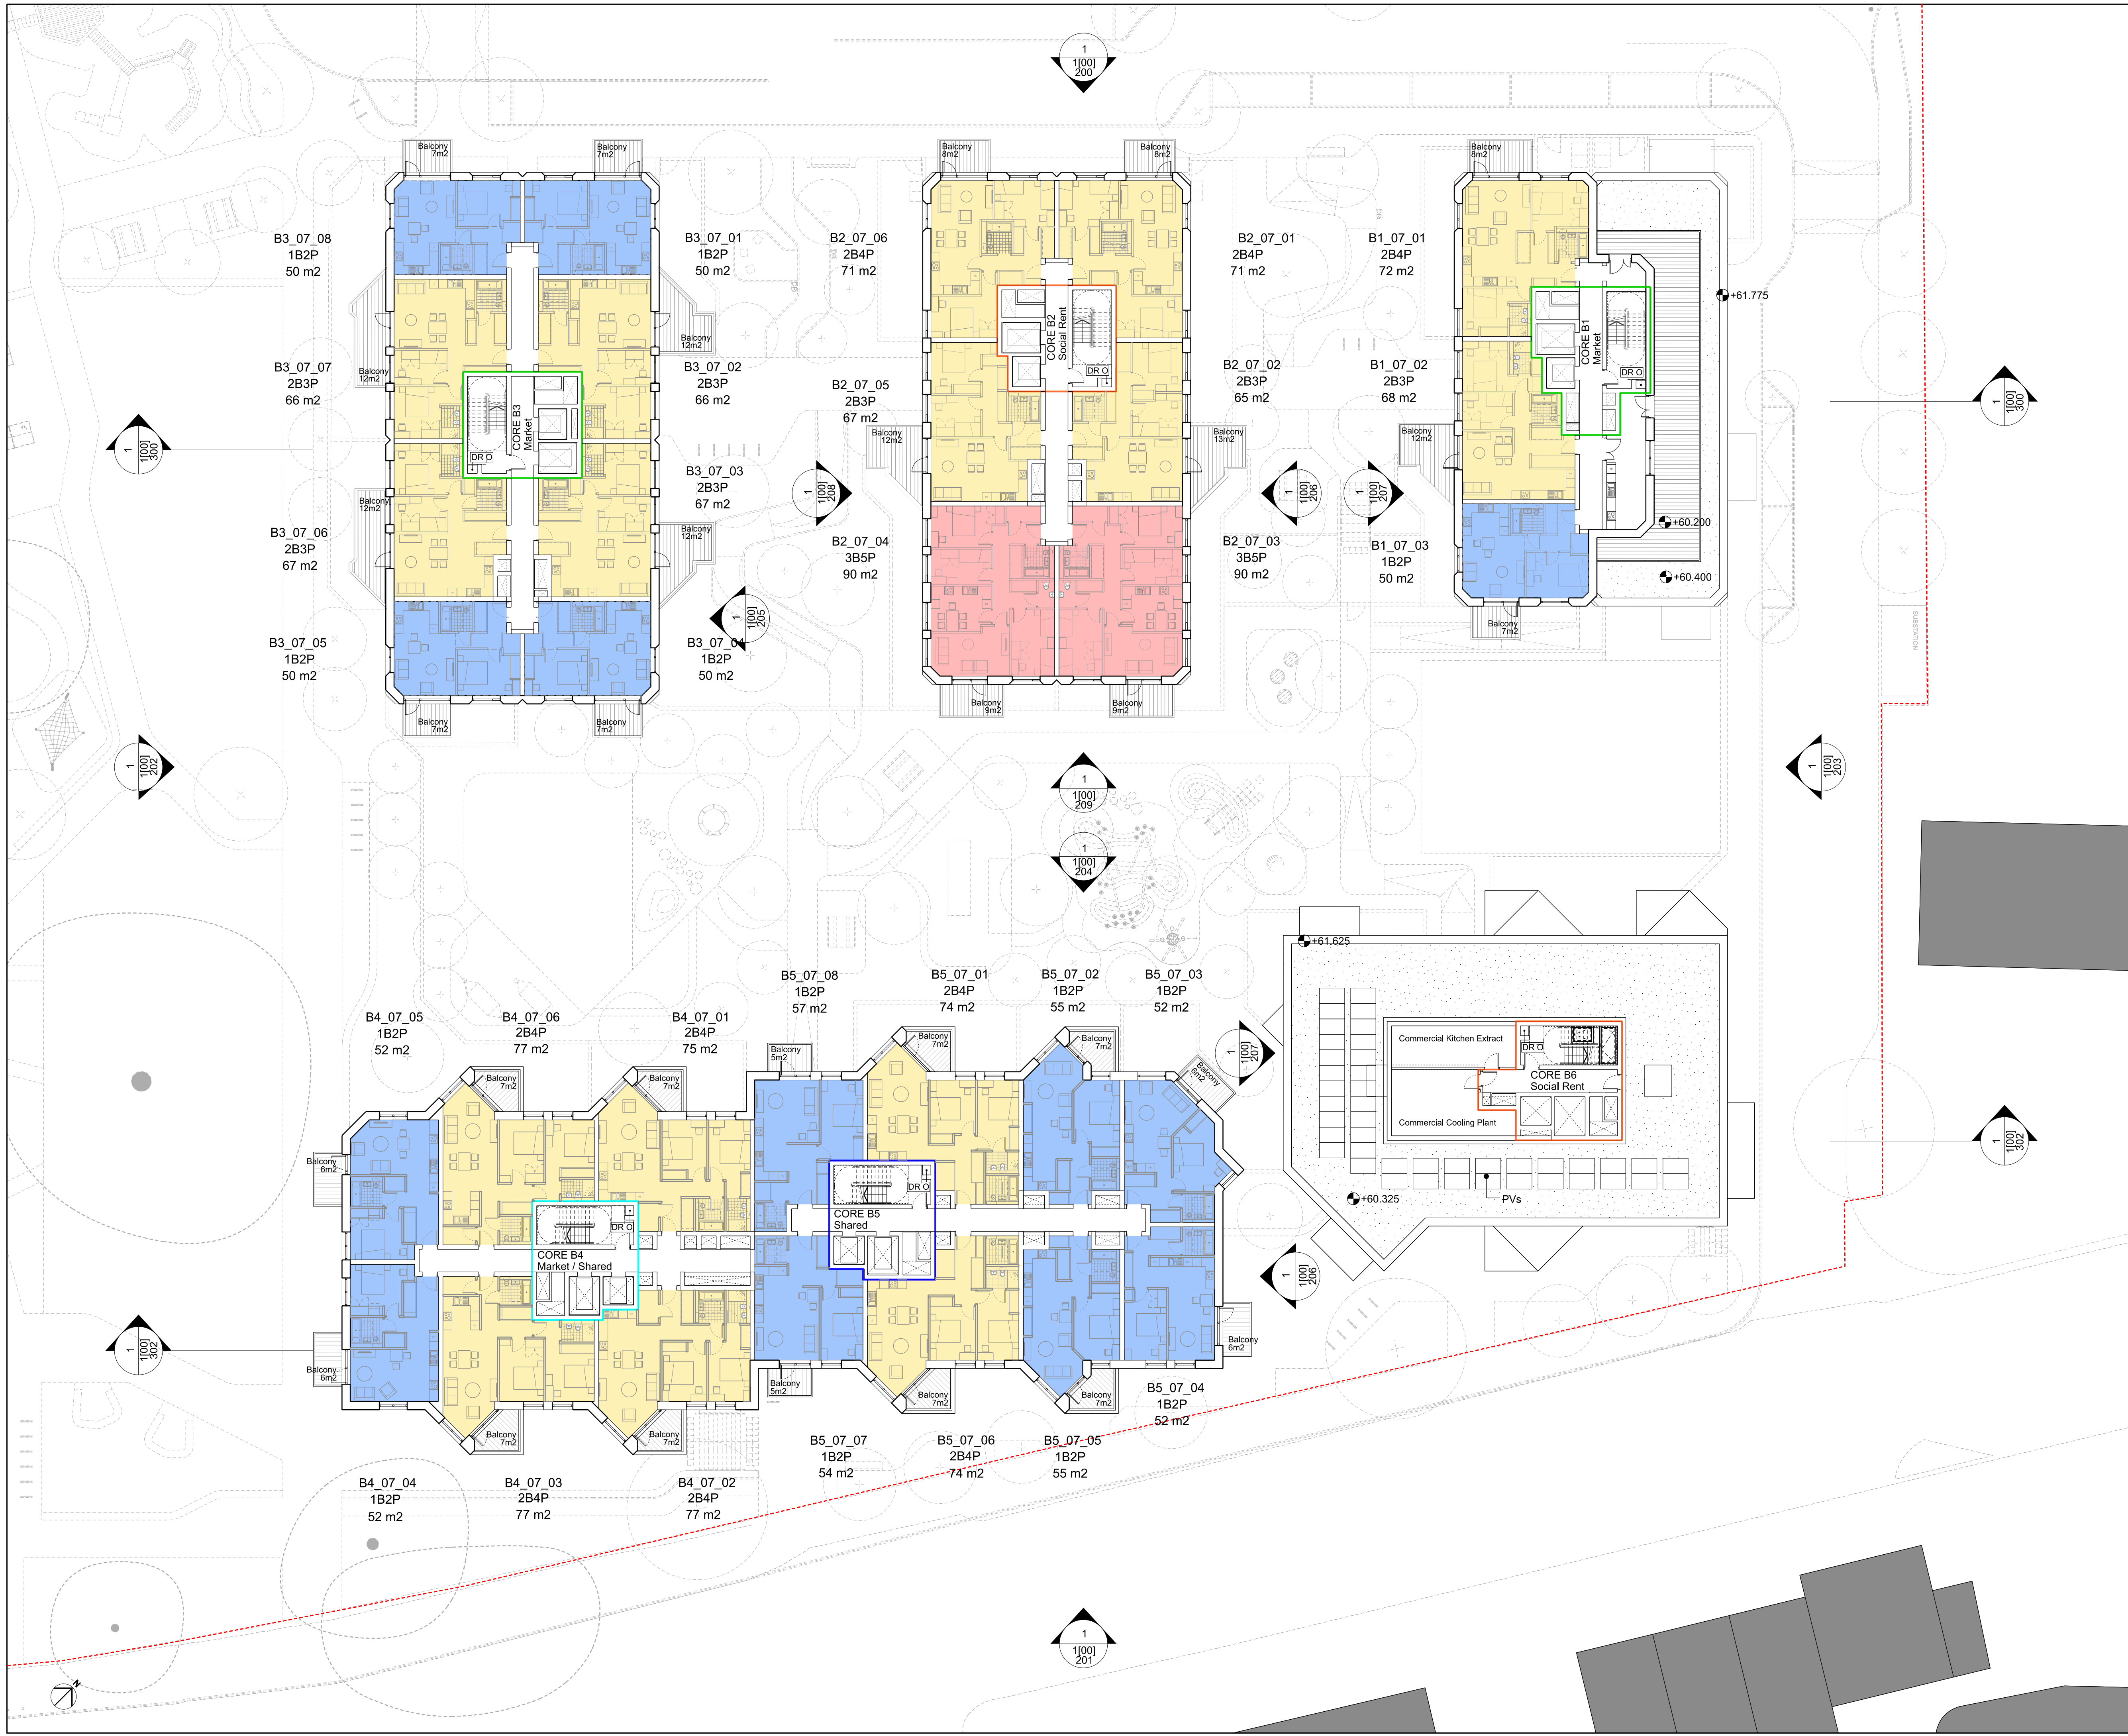 1
1[00]
200
Balcony
7m2
Balcony
7m2
Balcony
8m2
Balcony
8m2
Balcony
8m2
B3_07_08
1B2P
50 m2
B3_07_01
1B2P
50 m2
B2_07_06
2B4P
71 m2
B2_07_01
2B4P
71 m2
B1_07_01
2B4P
72 m2
+61.775
Balcony
12m2
Balcony
12m2
B3_07_07
2B3P
66 m2
B3_07_02
2B3P
66 m2
B2_07_05
2B3P
67 m2
B2_07_02
2B3P
65 m2
B1_07_02
2B3P
68 m2
CORE B3
Market
DR O
CORE B2
Social Rent
DR O
CORE B1
Market
DR O
1
1[00]
300
1
1[00]
300
Balcony
12m2
Balcony
13m2
Balcony
12m2
B3_07_03
2B3P
67 m2
1
1[00]
208
1
1[00]
206
1
1[00]
207
Balcony
12m2
Balcony
12m2
B3_07_06
2B3P
67 m2
B2_07_04
3B5P
90 m2
B2_07_03
3B5P
90 m2
B1_07_03
1B2P
50 m2
+60.200
+60.400
1
1[00]
205
SUBSTATION
B3_07_05
1B2P
50 m2
B3_07_04
1B2P
50 m2
Balcony
7m2
Balcony
7m2
Balcony
7m2
Balcony
9m2
Balcony
9m2
1
1[00]
202
1
1[00]
209
1
1[00]
203
1
1[00]
204
+61.625
B5_07_08
1B2P
57 m2
B5_07_01
2B4P
74 m2
B5_07_02
1B2P
55 m2
B5_07_03
1B2P
52 m2
B4_07_05
1B2P
52 m2
B4_07_06
2B4P
77 m2
B4_07_01
2B4P
75 m2
Balcony
5m2
Balcony
7m2
Balcony
7m2
Balcony
6m2
Balcony
7m2
Balcony
7m2
1
1[00]
207
Commercial Kitchen Extract
DR O
CORE B6
Social Rent
Commercial Cooling Plant
1
1[00]
302
Balcony
6m2
DR O
CORE B5
Shared
DR O
CORE B4
Market / Shared
+60.325
PVs
1
1[00]
206
1
1[00]
302
Balcony
6m2
Balcony
6m2
Balcony
5m2
Balcony
7m2
Balcony
7m2
Balcony
7m2
Balcony
7m2
B5_07_04
1B2P
52 m2
B5_07_07
1B2P
54 m2
B5_07_06
2B4P
74 m2
B5_07_05
1B2P
55 m2
B4_07_04
1B2P
52 m2
B4_07_03
2B4P
77 m2
B4_07_02
2B4P
77 m2
1
1[00]
201
N